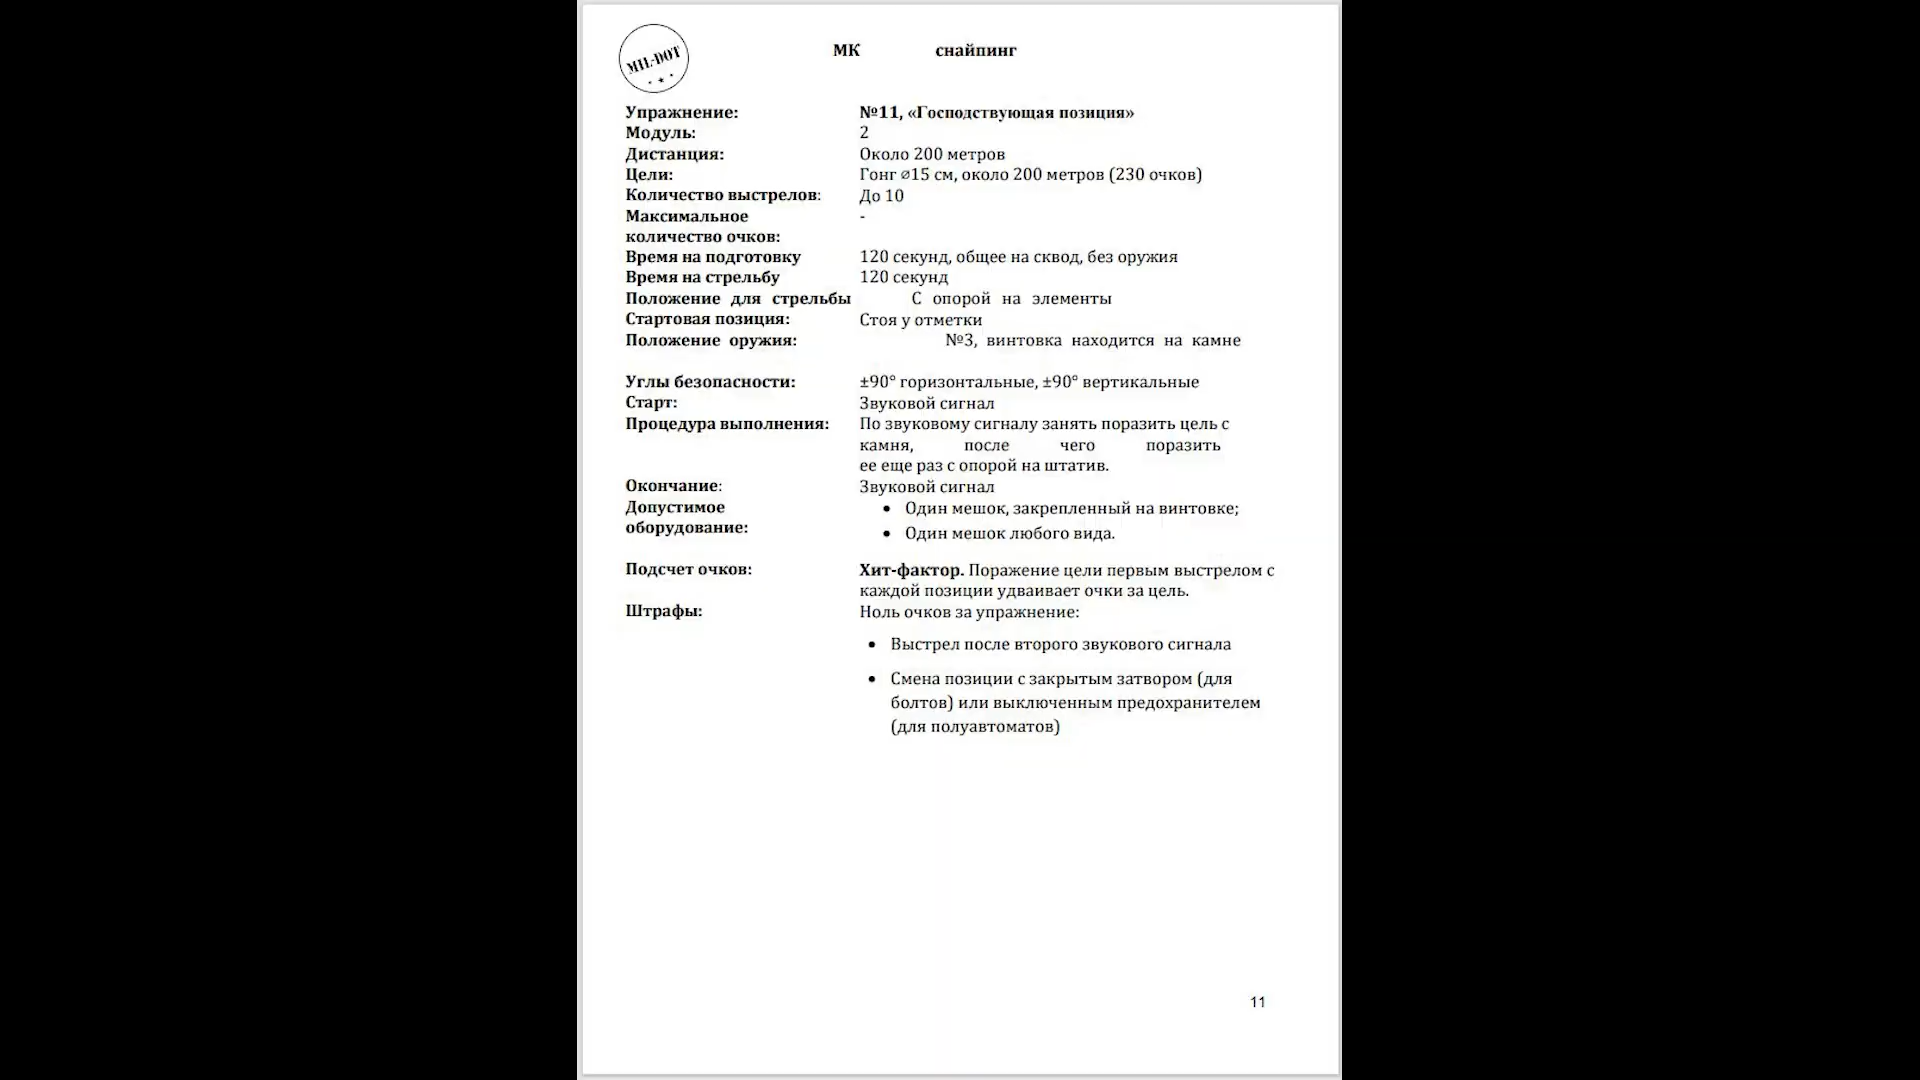 MIL-DOT
МК снайпинг
Упражнение: №11, «Господствующая позиция»
Модуль: 2
Дистанция: Около 200 метров
Цели: Гонг ⌀15 см, около 200 метров (230 очков)
Количество выстрелов: До 10
Максимальное -
количество очков:
Время на подготовку 120 секунд, общее на сквод, без оружия
Время на стрельбу 120 секунд
Положение для стрельбы С опорой на элементы
Стартовая позиция: Стоя у отметки
Положение оружия: №3, винтовка находится на камне
Углы безопасности: ±90° горизонтальные, ±90° вертикальные
Старт: Звуковой сигнал
Процедура выполнения: По звуковому сигналу занять поразить цель с
камня, после чего поразить
ее еще раз с опорой на штатив.
Окончание: Звуковой сигнал
Допустимое • Один мешок, закрепленный на винтовке;
оборудование: • Один мешок любого вида.
Подсчет очков: Хит-фактор. Поражение цели первым выстрелом с
каждой позиции удваивает очки за цель.
Штрафы: Ноль очков за упражнение:
• Выстрел после второго звукового сигнала
• Смена позиции с закрытым затвором (для
болтов) или выключенным предохранителем
(для полуавтоматов)
11